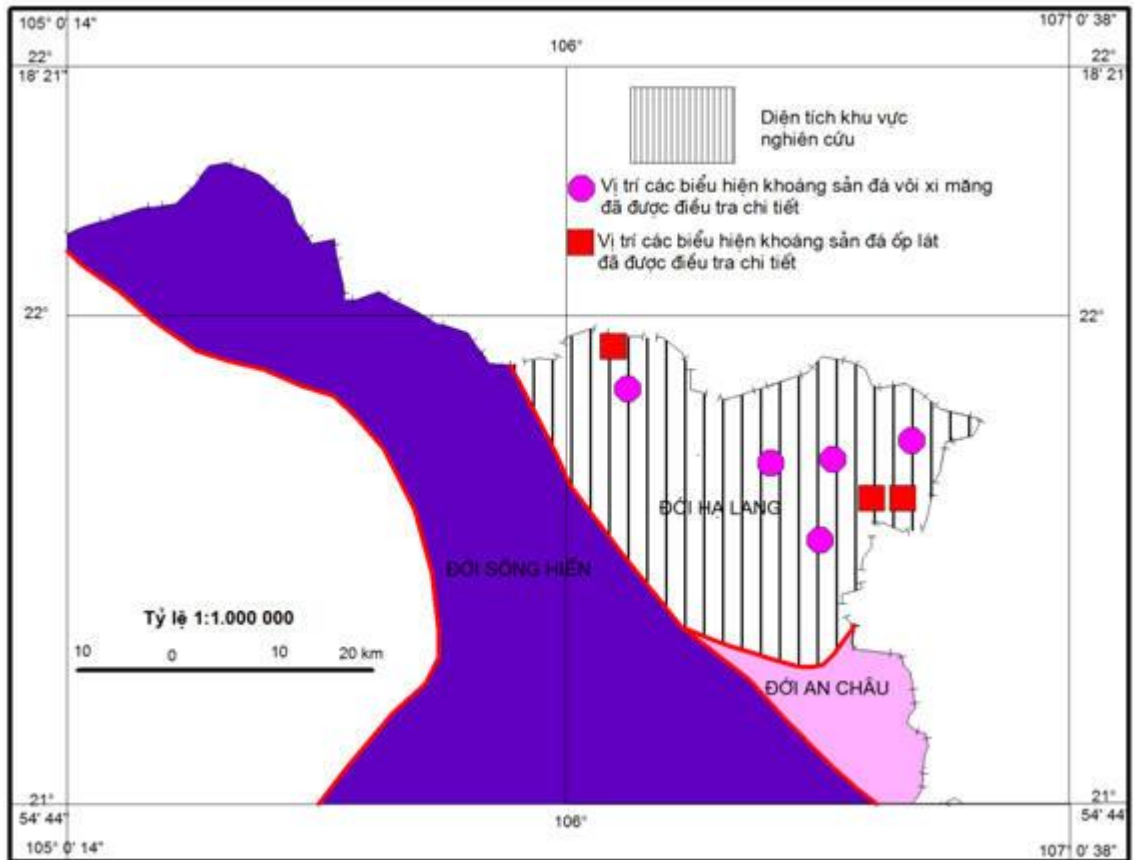 105° 0' 14"
107° 0' 38"
106°
22°
18' 21"
22°
18' 21
Diện tích khu vực
nghiên cứu
Vị trí các biểu hiện khoáng sản đá vôi xi măng
đã được điều tra chi tiết
Vị trí các biểu hiện khoáng sản đá ốp lát
đã được điều tra chi tiết
22°
22°
ĐỚI HẠ LANG
ĐỚI SÔNG HIẾN
Tỷ lệ 1:1.000 000
10
0
10
20 km
ĐỚI AN CHÂU
21°
54' 44"
21°
54' 44
106°
105° 0' 14"
107° 0' 38"